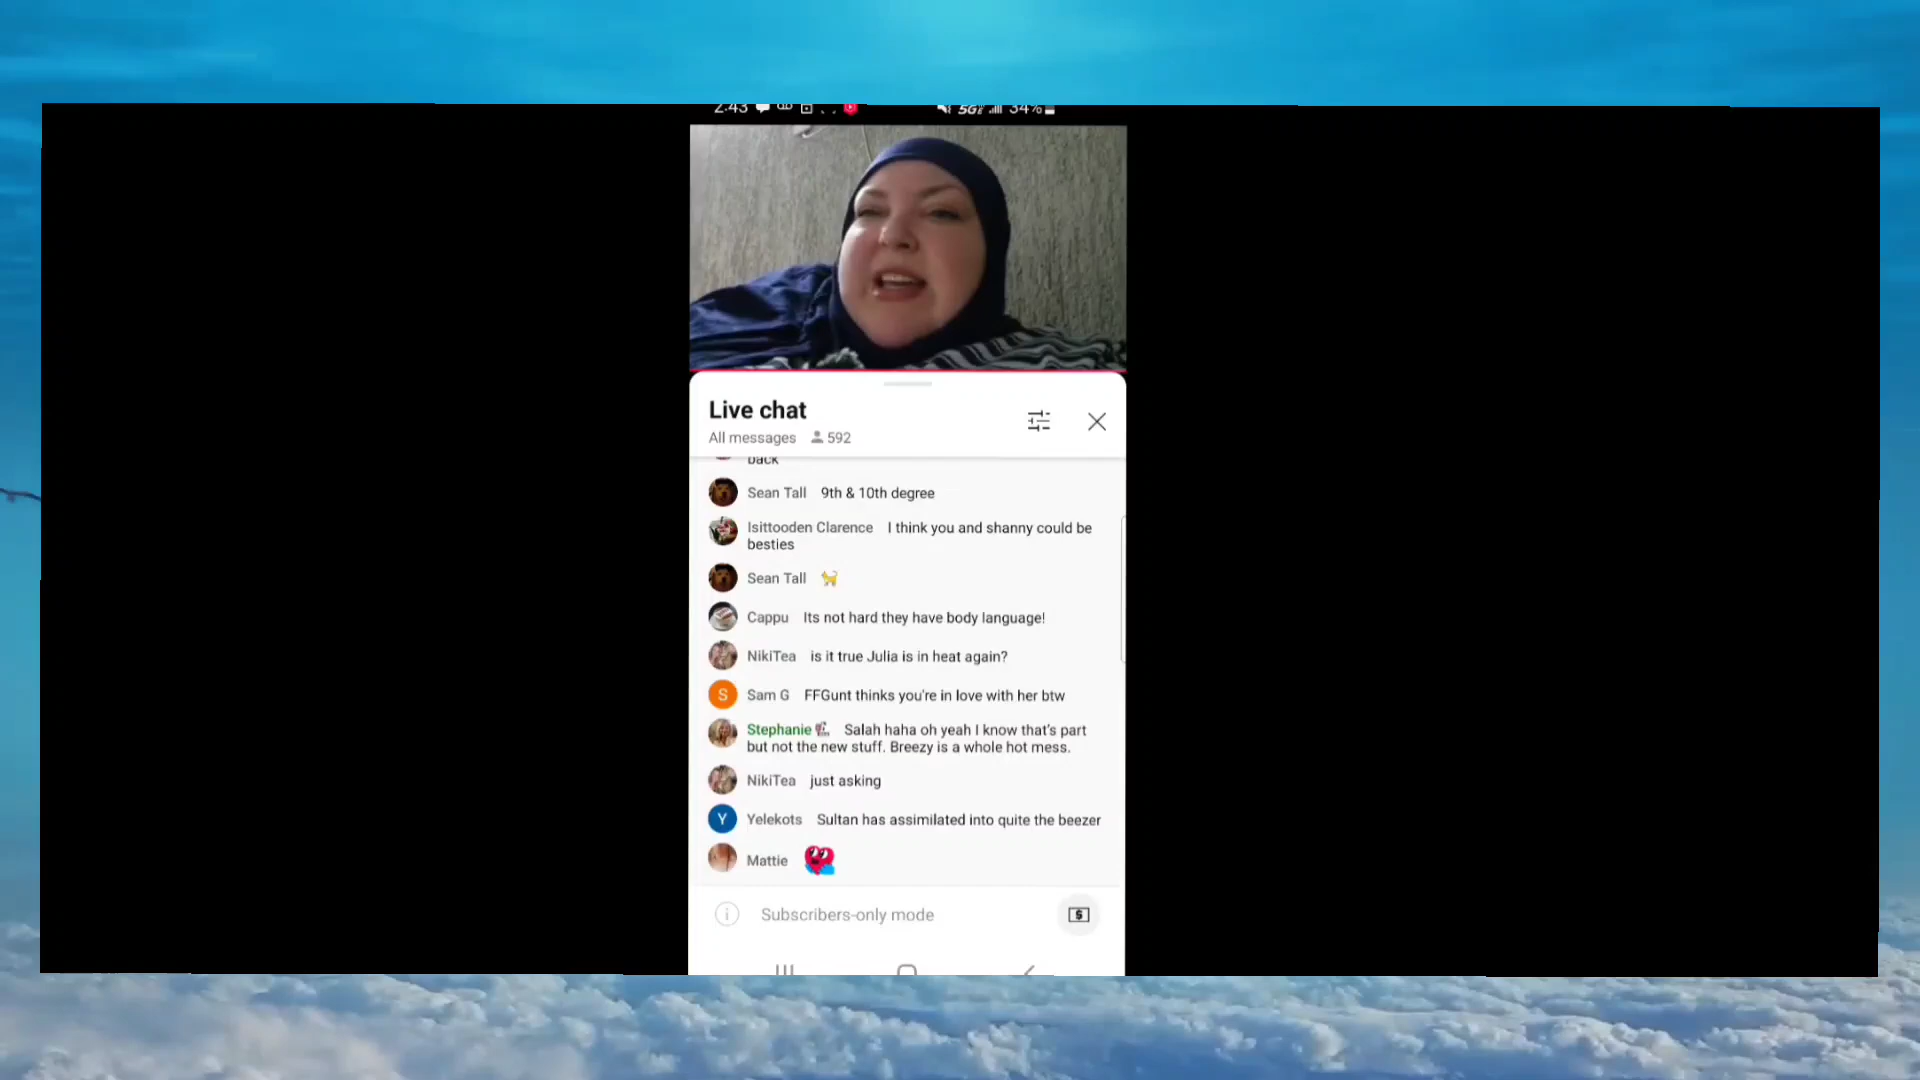 2:43 5G 34%
Live chat
All messages 592
back
Sean Tall 9th & 10th degree
Isittooden Clarence I think you and shanny could be
besties
Sean Tall
Cappu Its not hard they have body language!
NikiTea is it true Julia is in heat again?
S Sam G FFGunt thinks you're in love with her btw
Stephanie Salah haha oh yeah I know that's part
but not the new stuff. Breezy is a whole hot mess.
NikiTea just asking
Y Yelekots Sultan has assimilated into quite the beezer
Mattie
Subscribers-only mode